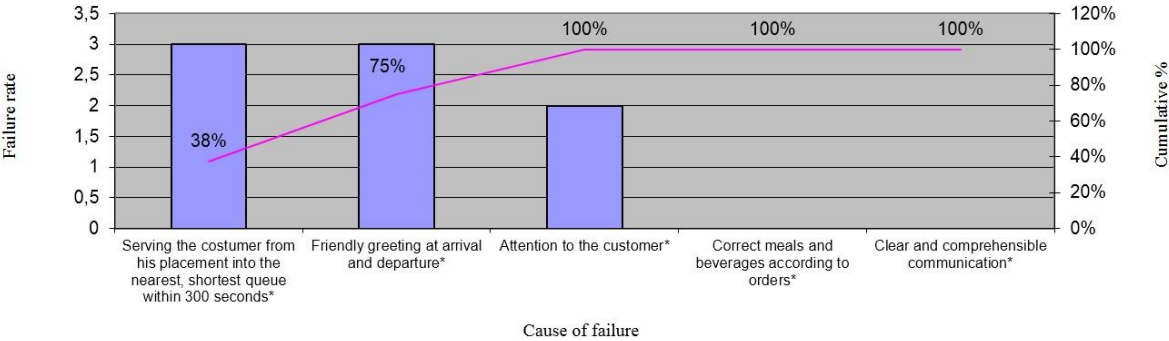 3,5
3
2,5
2
1,5
1
0,5
0
Failure rate
38%
75%
100%
100%
100%
120%
100%
80%
60%
40%
20%
0%
Cumulative %
Serving the costumer from
his placement into the
nearest, shortest queue
within 300 seconds*
Friendly greeting at arrival
and departure*
Attention to the customer*
Correct meals and
beverages according to
orders*
Clear and comprehensible
communication*
Cause of failure